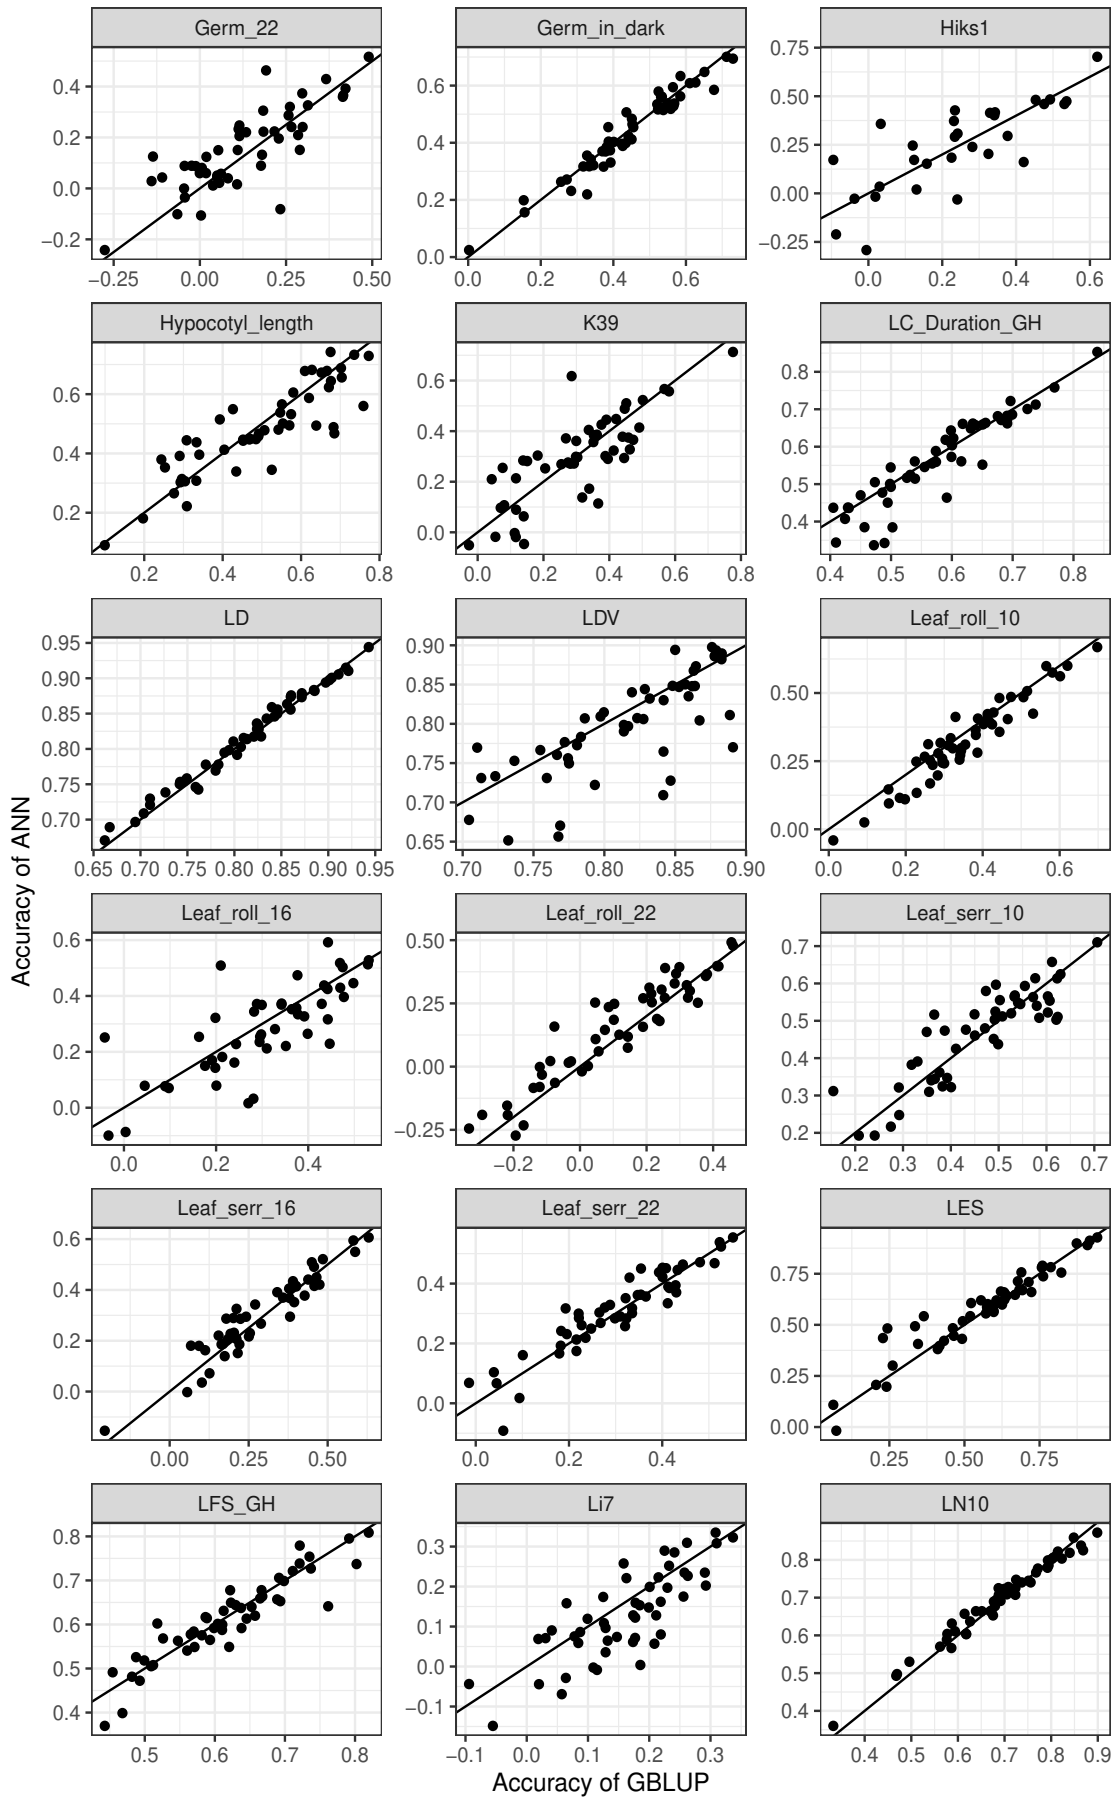 Germ_22 Germ_in_dark Hiks1
0.4 0.2 0.0 −0.2
0.6 0.4 0.2 0.0
0.75 0.50 0.25 0.00 −0.25
−0.25 0.00 0.25 0.50 0.0 0.2 0.4 0.6 0.0 0.2 0.4 0.6
Hypocotyl_length K39 LC_Duration_GH
0.6 0.4 0.2
0.6 0.4 0.2 0.0
0.8 0.7 0.6 0.5 0.4
0.2 0.4 0.6 0.8 0.0 0.2 0.4 0.6 0.8 0.4 0.5 0.6 0.7 0.8
LD LDV Leaf_roll_10
0.95 0.90 0.85 0.80 0.75 0.70
0.90 0.85 0.80 0.75 0.70 0.65
0.50 0.25 0.00
0.65 0.70 0.75 0.80 0.85 0.90 0.95 0.70 0.75 0.80 0.85 0.90 0.0 0.2 0.4 0.6
Accuracy of ANN
Leaf_roll_16 Leaf_roll_22 Leaf_serr_10
0.6 0.4 0.2 0.0
0.50 0.25 0.00 −0.25
0.7 0.6 0.5 0.4 0.3 0.2
0.0 0.2 0.4 −0.2 0.0 0.2 0.4 0.2 0.3 0.4 0.5 0.6 0.7
Leaf_serr_16 Leaf_serr_22 LES
0.6 0.4 0.2 0.0
0.4 0.2 0.0
0.75 0.50 0.25 0.00
0.00 0.25 0.50 0.0 0.2 0.4 0.25 0.50 0.75
LFS_GH Li7 LN10
0.8 0.7 0.6 0.5 0.4
0.3 0.2 0.1 0.0 −0.1
0.8 0.7 0.6 0.5 0.4
0.5 0.6 0.7 0.8 −0.1 0.0 0.1 0.2 0.3 0.4 0.5 0.6 0.7 0.8 0.9
Accuracy of GBLUP